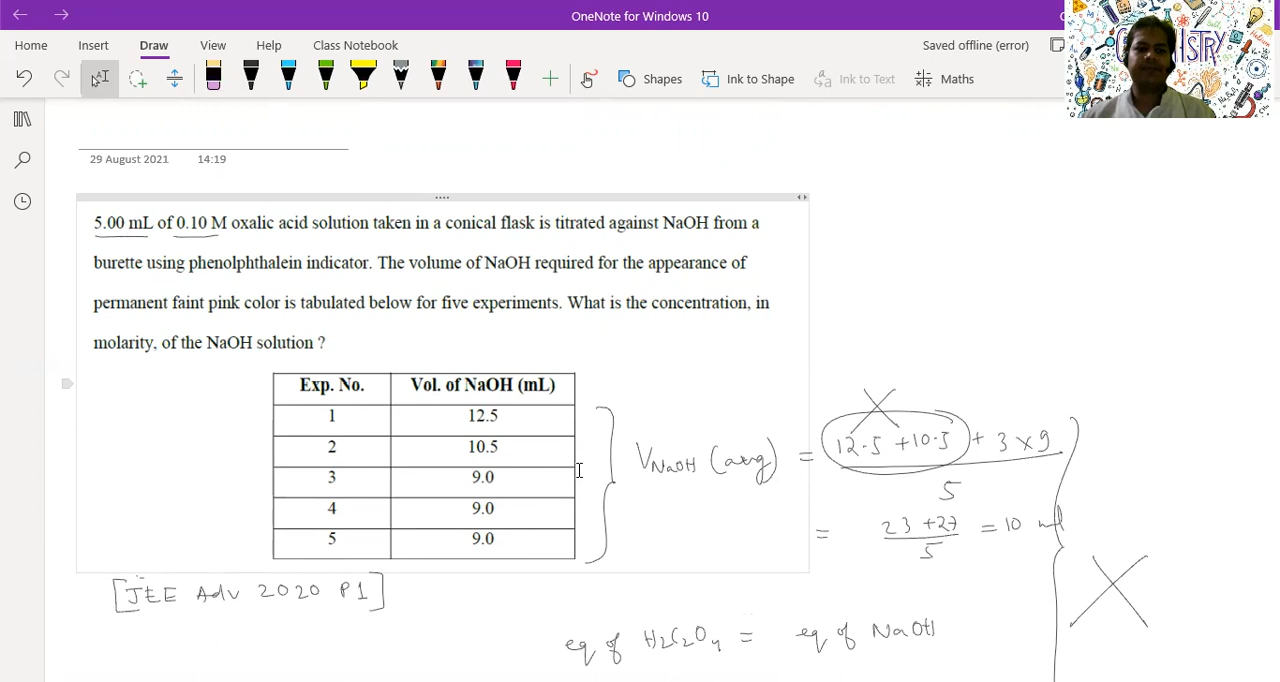 OneNote for Windows 10
Home Insert Draw View Help Class Notebook Saved offline (error)
Shapes Ink to Shape Ink to Text Maths
29 August 2021 14:19
5.00 mL of 0.10 M oxalic acid solution taken in a conical flask is titrated against NaOH from a
burette using phenolphthalein indicator. The volume of NaOH required for the appearance of
permanent faint pink color is tabulated below for five experiments. What is the concentration, in
molarity, of the NaOH solution ?
Exp. No. Vol. of NaOH (mL)
1 12.5
2 10.5
3 9.0
4 9.0
5 9.0
V NaOH (avg) = 12.5 + 10.5 + 3 × 9
5
= 23 + 27 = 10 ml
5
[JEE Adv 2020 P1]
eq of H2C2O4 = eq of NaOH